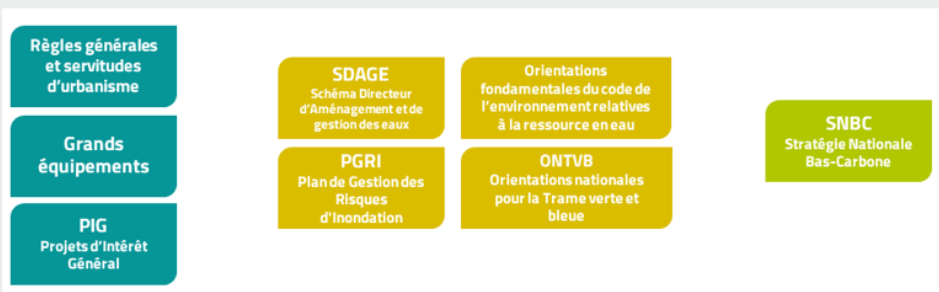 Règles générales
et servitudes
d'urbanisme
Grands
équipements
PIG
Projets d'Intérêt
Général
SDAGE
Schéma Directeur
d'Aménagement et de
gestion des eaux
PGRI
Plan de Gestion des
Risques
d'Inondation
Orientations
fondamentales du code de
l'environnement relatives
à la ressource en eau
ONTVB
Orientations nationales
pour la Trame verte et
bleue
SNBC
Stratégie Nationale
Bas-Carbone